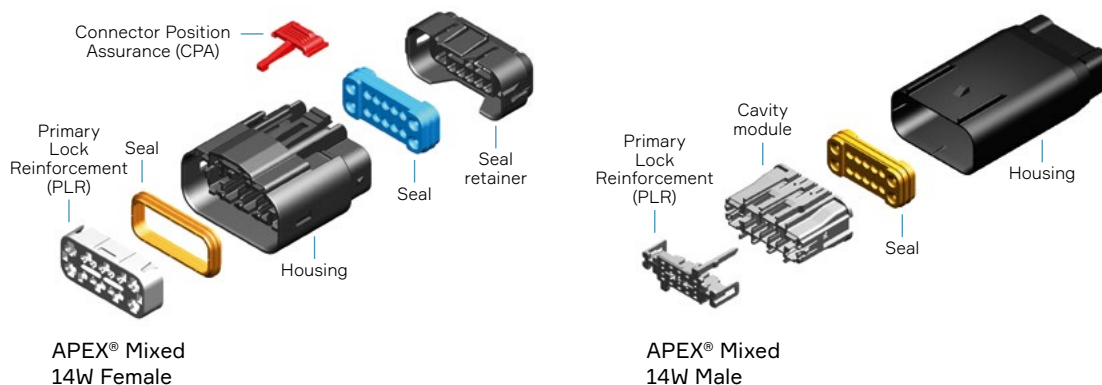 Connector Position
Assurance (CPA)
Primary
Lock
Reinforcement
(PLR)
Seal
Seal
Seal
retainer
Housing
APEX® Mixed
14W Female
Primary
Lock
Reinforcement
(PLR)
Cavity
module
Seal
Housing
APEX® Mixed
14W Male